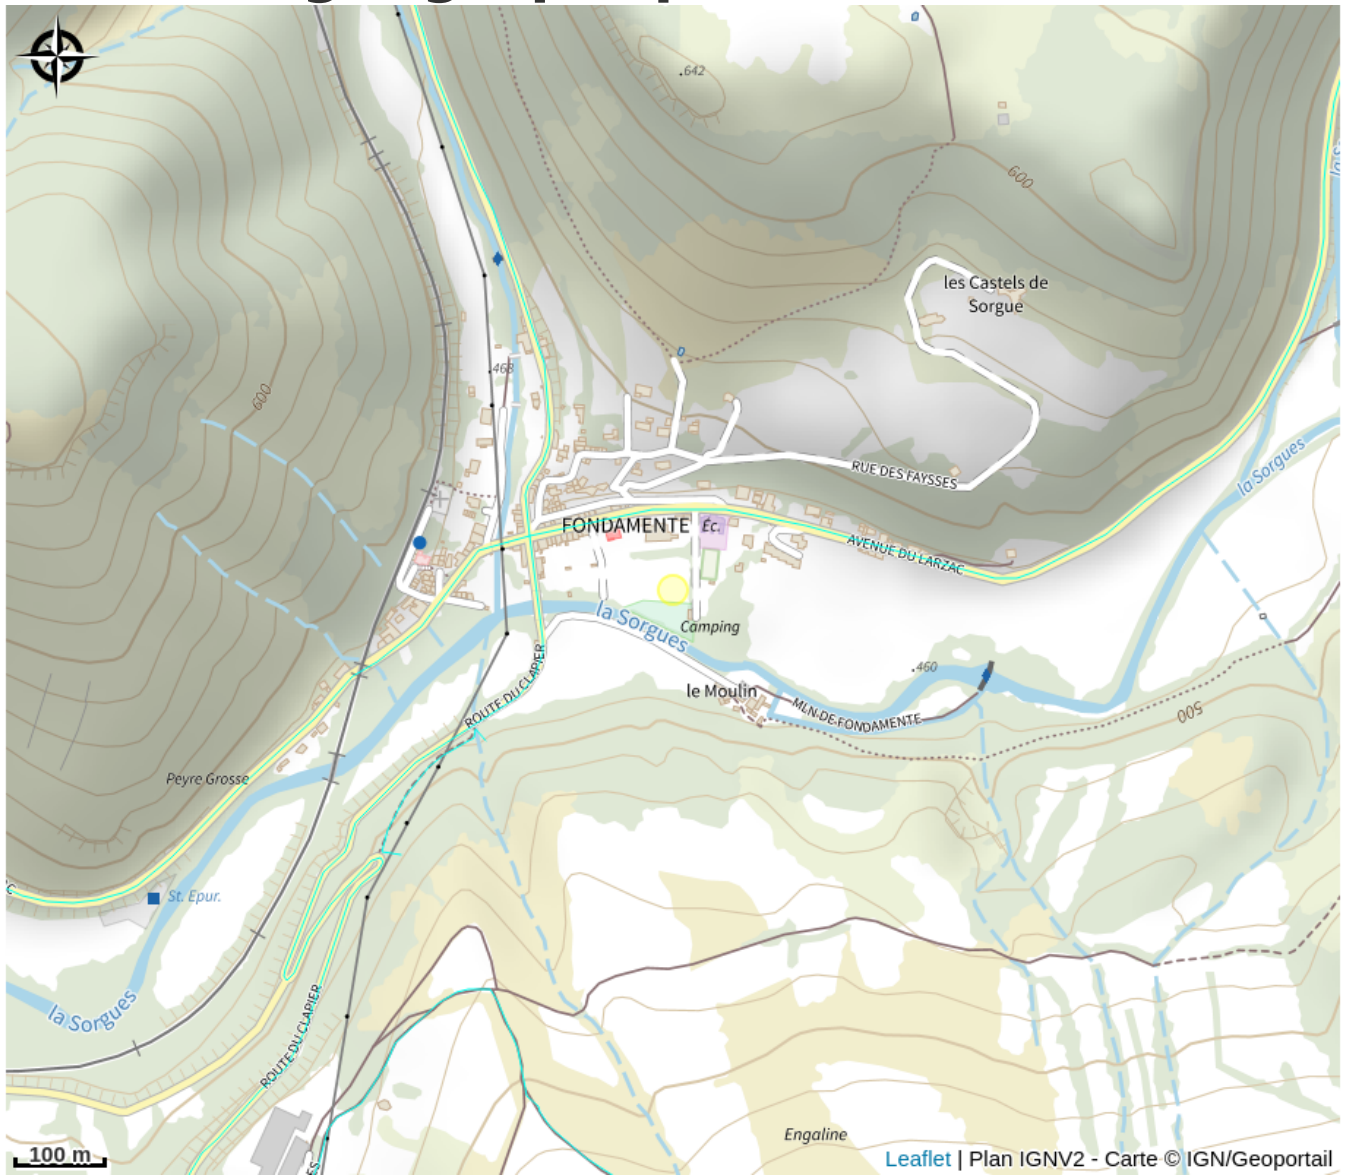 642
600
les Castels de
Sorgue
468
600
la Sorgues
RUE DES FAYSSES
FONDAMENTE
Éc.
AVENUE DU LARZAC
la Sorgues
Camping
ROUTE DU CLAPIER
le Moulin
460
MLN DE FONDAMENTE
500
Peyre Grosse
St. Epur.
la Sorgues
ROUTE DU CLAPIER
Engaline
100 m
Leaflet | Plan IGNV2 - Carte © IGN/Geoportail